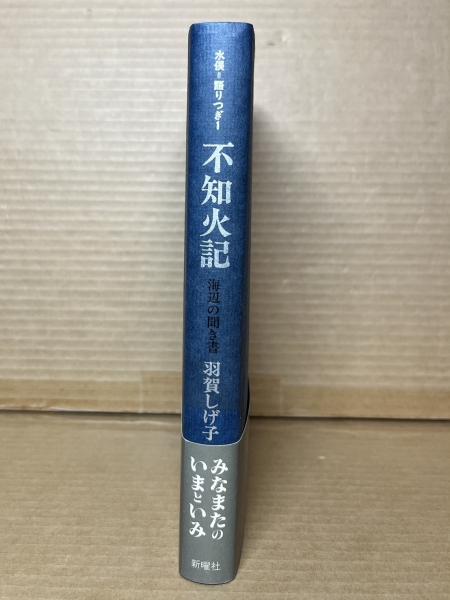 水俣=語りつぎ1
不知火記
海辺の聞き書
羽賀しげ子
みなまたの
いまといみ
新曜社